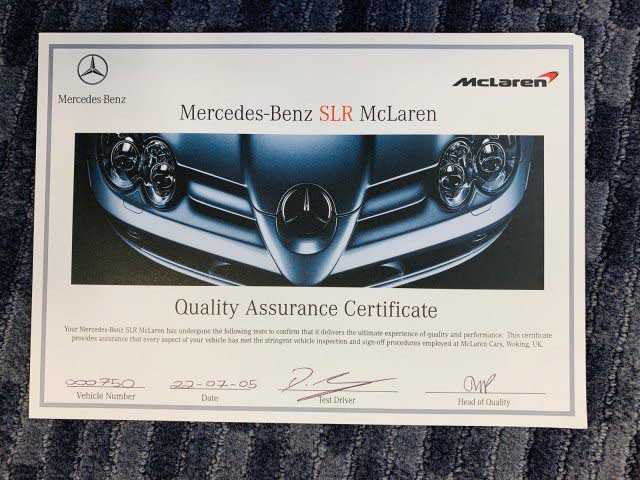 Mercedes-Benz
McLaren
Mercedes-Benz SLR McLaren
Quality Assurance Certificate
Your Mercedes-Benz SLR McLaren has undergone the following tests to confirm that it delivers the ultimate experience of quality and performance. This certificate
provides assurance that every aspect of your vehicle has met the stringent vehicle inspection and sign-off procedures employed at McLaren Cars, Woking, UK.
000750 22-07-05
Vehicle Number Date Test Driver Head of Quality